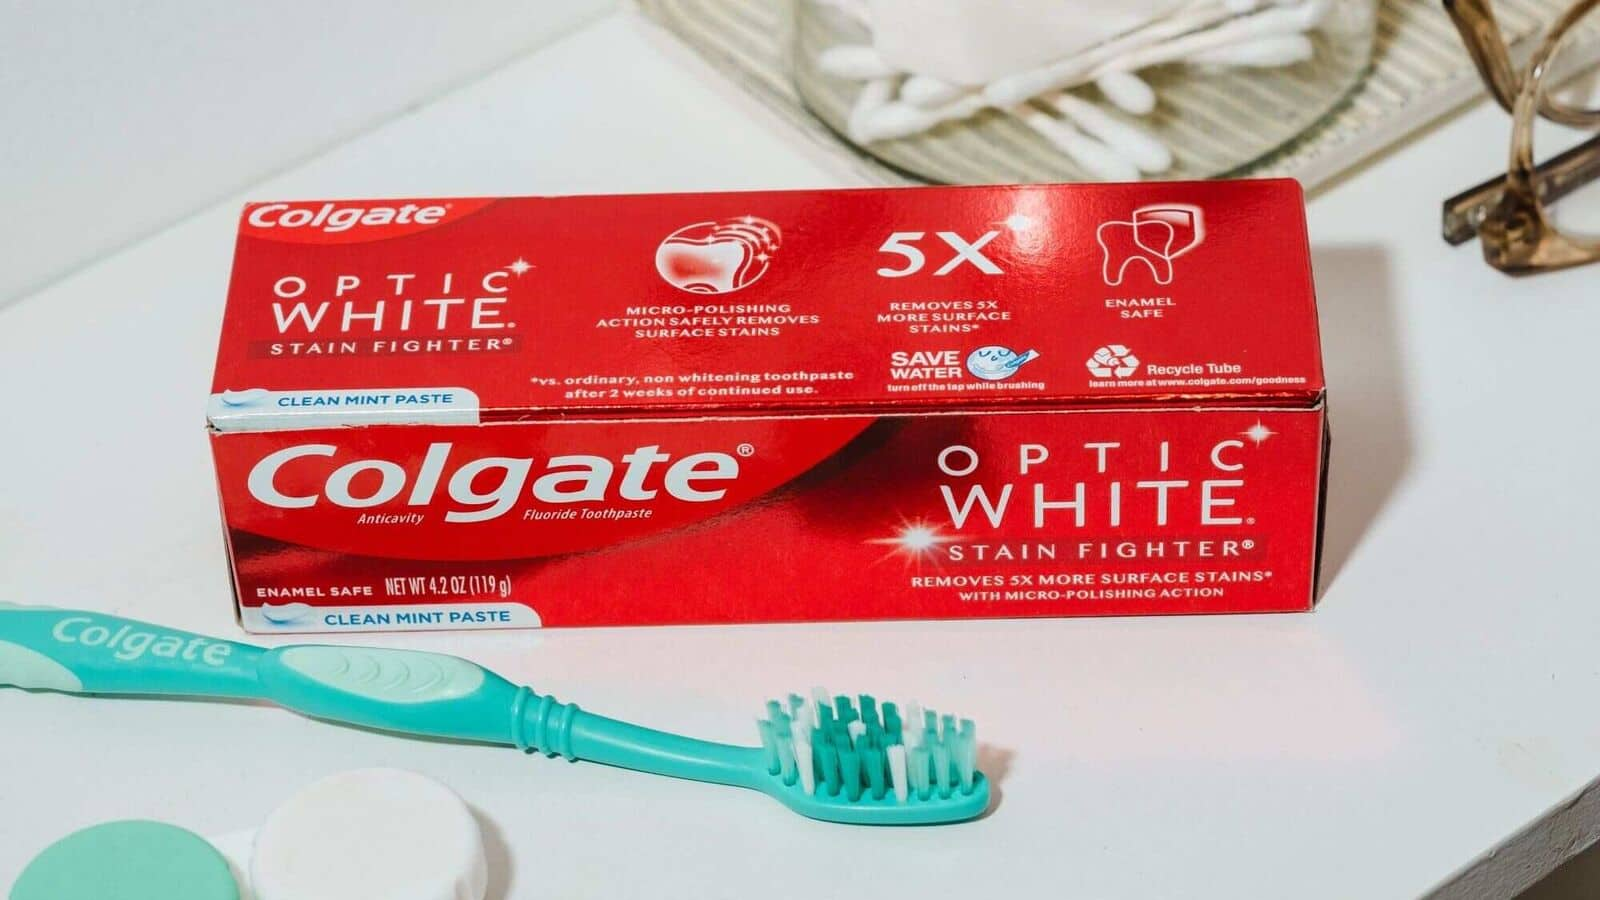 Colgate®
OPTIC
WHITE®
STAIN FIGHTER®
CLEAN MINT PASTE
MICRO-POLISHING
ACTION SAFELY REMOVES
SURFACE STAINS
*vs. ordinary, non whitening toothpaste
after 2 weeks of continued use.
5X
REMOVES 5X
MORE SURFACE
STAINS*
SAVE
WATER
turn off the tap while brushing
ENAMEL
SAFE
Recycle Tube
learn more at www.colgate.com/goodness
Colgate®
Anticavity Fluoride Toothpaste
ENAMEL SAFE NET WT 4.2 OZ (119 g)
CLEAN MINT PASTE
OPTIC
WHITE®
STAIN FIGHTER®
REMOVES 5X MORE SURFACE STAINS*
WITH MICRO-POLISHING ACTION
Colgate